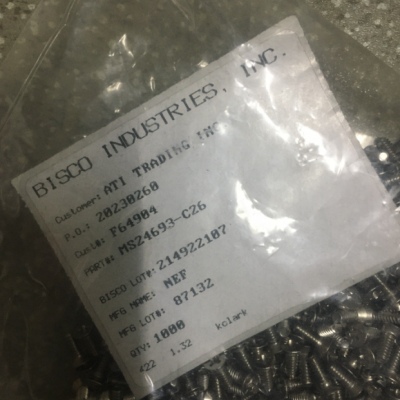 BISCO INDUSTRIES, INC.
Customer: ATI TRADING INC
P.O.: 20230260
Cust#: F64904
PART#: MS24693-C26
BISCO LOT#: 214922107
MFG NAME: NEF
MFG LOT#: 87132
QTY: 1000
422 1.32 kclark